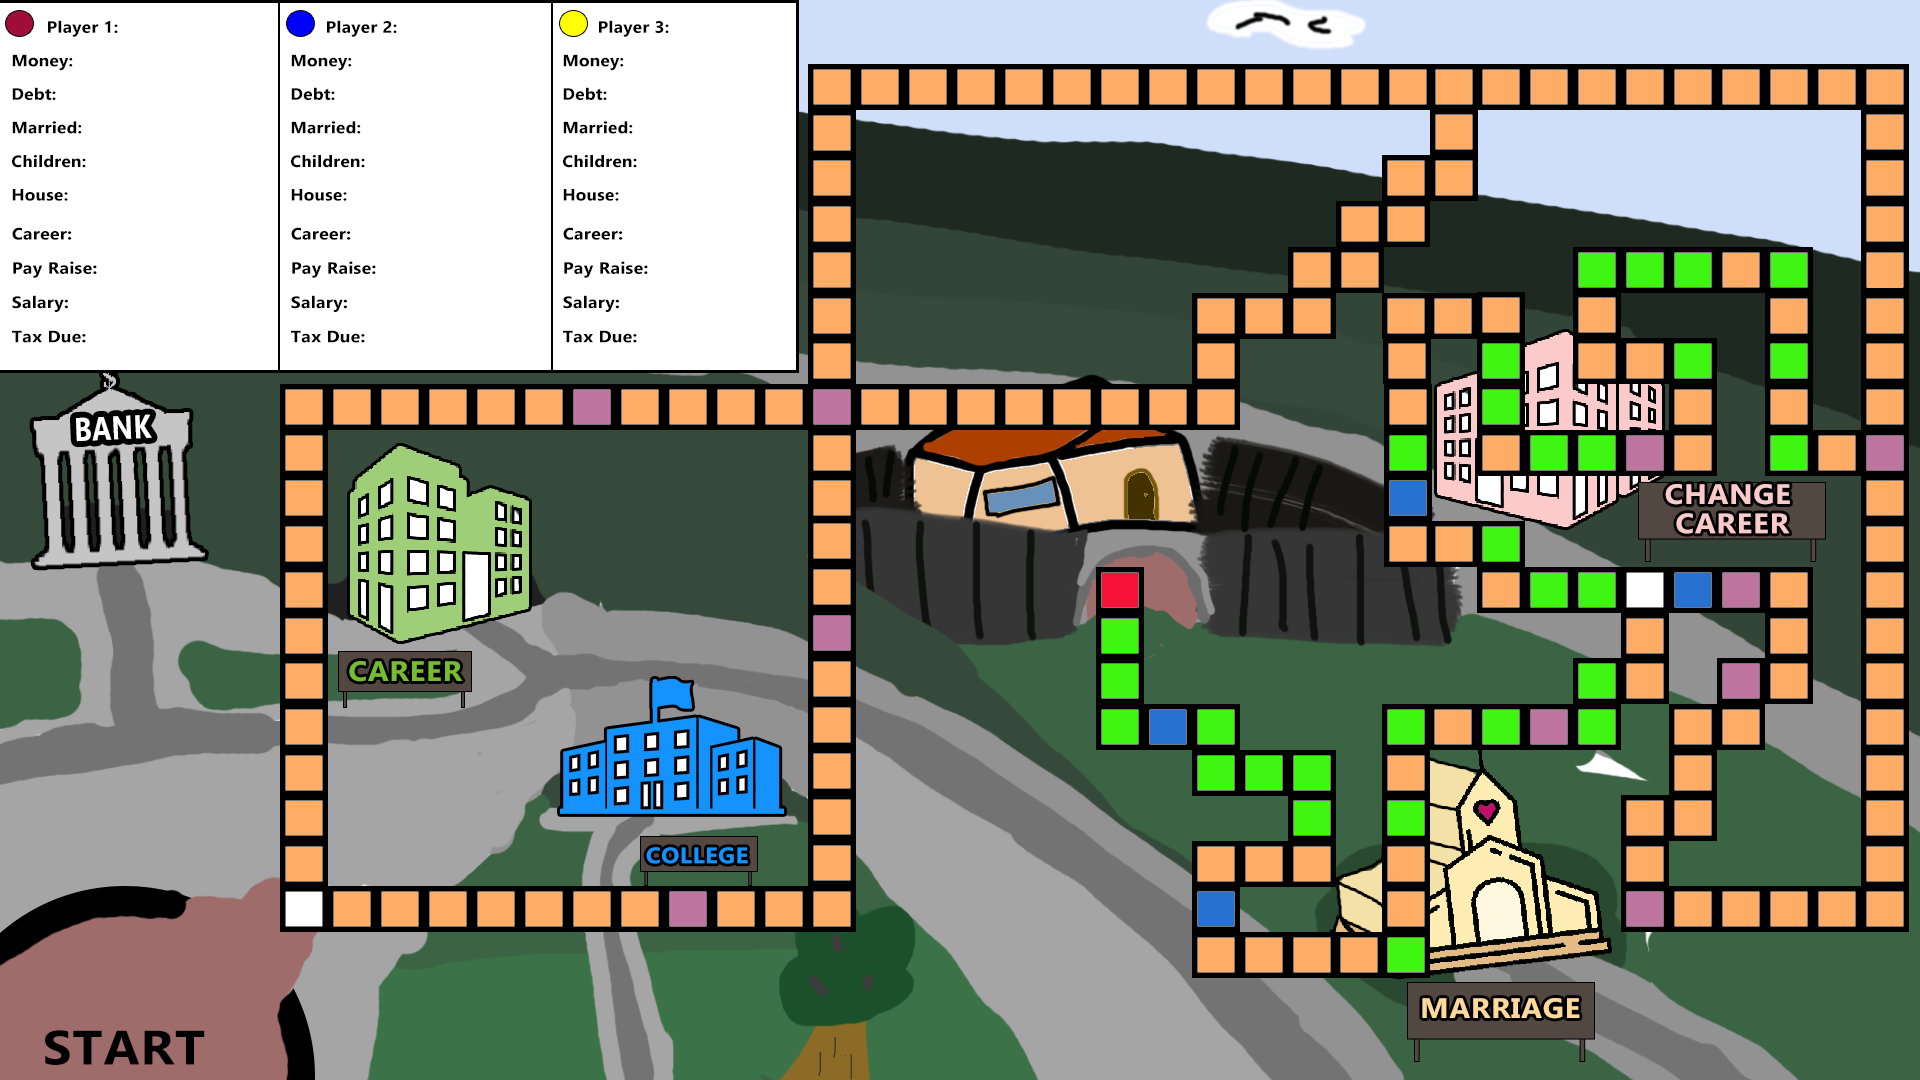 Player 1:
Money:
Debt:
Married:
Children:
House:
Career:
Pay Raise:
Salary:
Tax Due:
Player 2:
Money:
Debt:
Married:
Children:
House:
Career:
Pay Raise:
Salary:
Tax Due:
Player 3:
Money:
Debt:
Married:
Children:
House:
Career:
Pay Raise:
Salary:
Tax Due:
$
BANK
CAREER
COLLEGE
CHANGE
CAREER
MARRIAGE
START